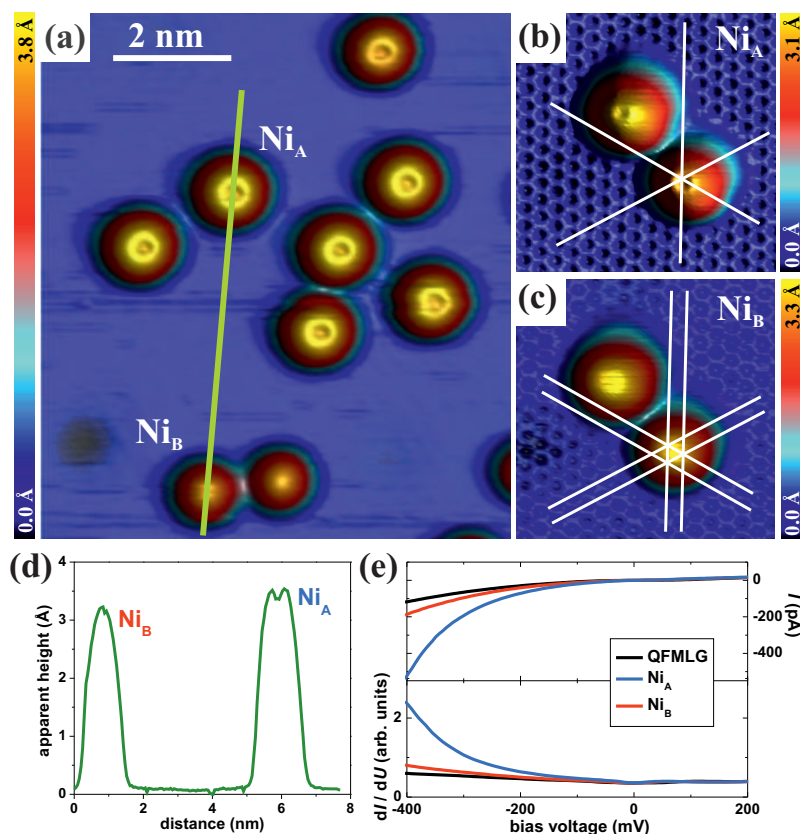 3.8 Å
0.0 Å
(a)
2 nm
Ni_A
Ni_B
(b)
Ni_A
3.1 Å
0.0 Å
(c)
Ni_B
3.3 Å
0.0 Å
(d)
4
3
2
1
0
apparent height (Å)
Ni_B
Ni_A
0 2 4 6 8
distance (nm)
(e)
0
-200
-400
I (pA)
QFMLG
Ni_A
Ni_B
2
0
dI / dU (arb. units)
-400 -200 0 200
bias voltage (mV)